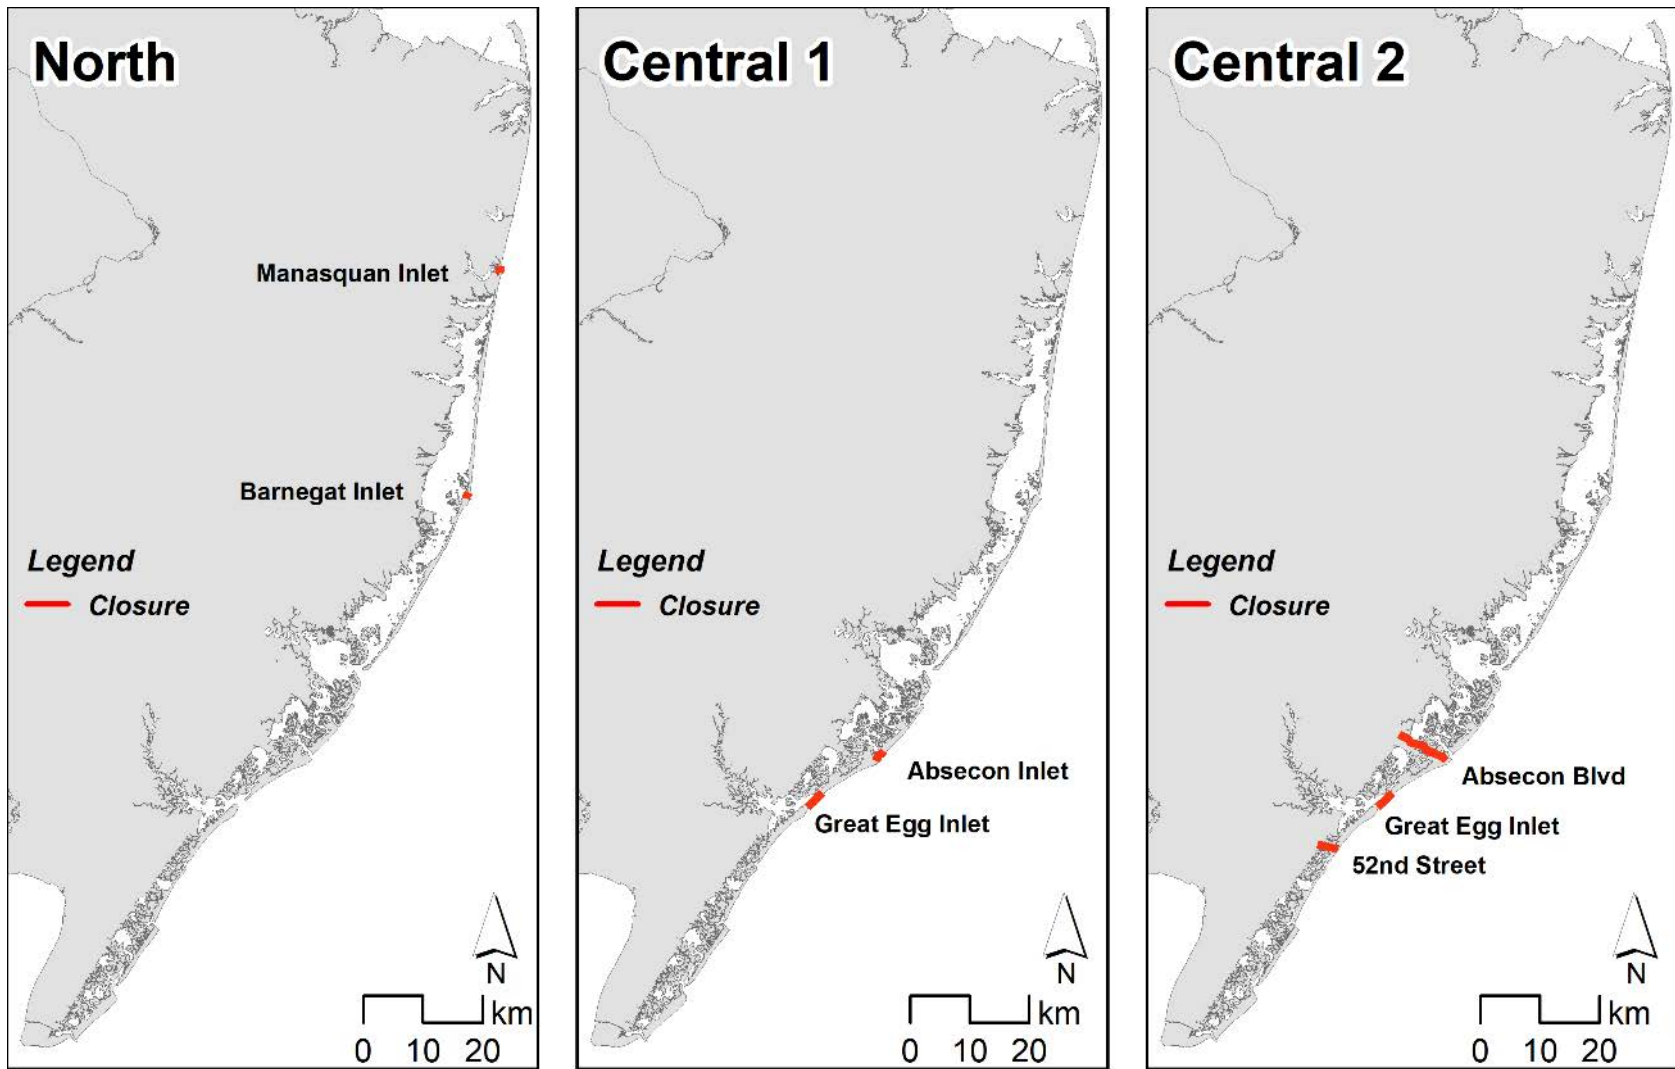 North
Manasquan Inlet
Barnegat Inlet
Legend
Closure
N
km
0 10 20
Central 1
Legend
Closure
Absecon Inlet
Great Egg Inlet
N
km
0 10 20
Central 2
Legend
Closure
Absecon Blvd
Great Egg Inlet
52nd Street
N
km
0 10 20